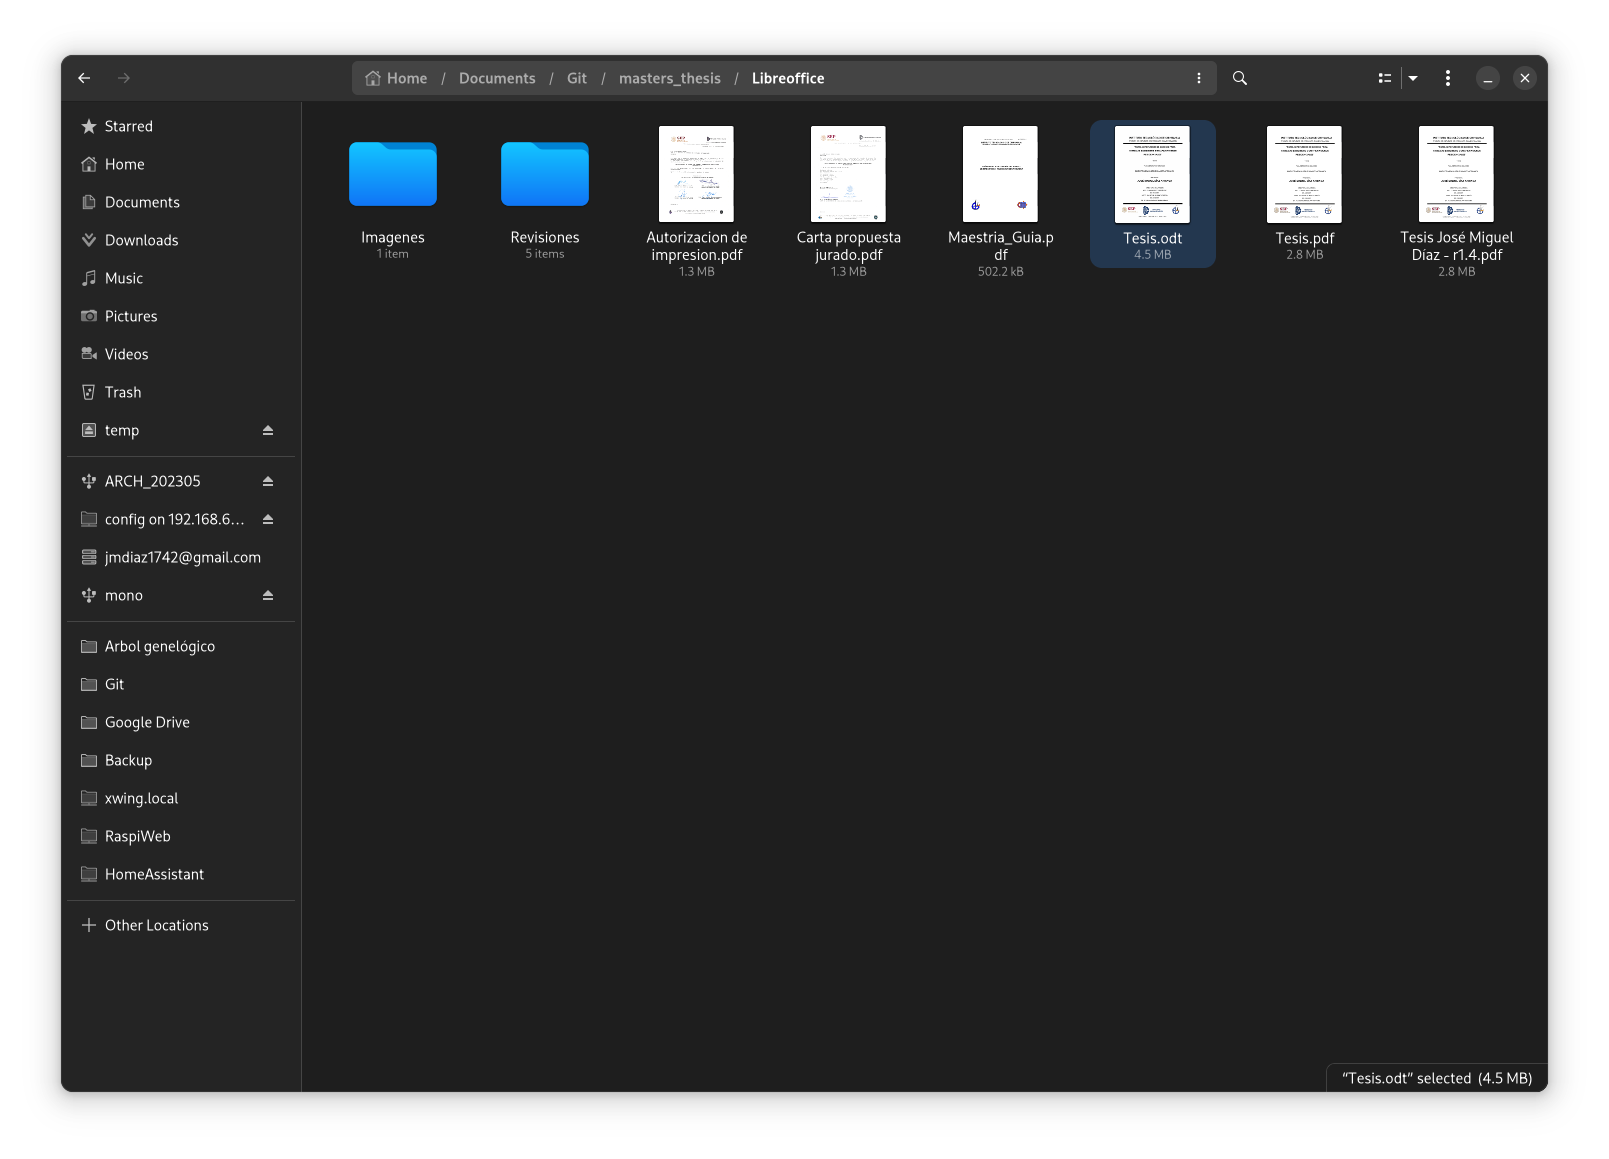 Home / Documents / Git / masters_thesis / Libreoffice
Starred
Home
Documents
Downloads
Music
Pictures
Videos
Trash
temp
ARCH_202305
config on 192.168.6...
jmdiaz1742@gmail.com
mono
Arbol genelógico
Git
Google Drive
Backup
xwing.local
RaspiWeb
HomeAssistant
Other Locations
Imagenes
1 item
Revisiones
5 items
Autorizacion de
impresion.pdf
1.3 MB
Carta propuesta
jurado.pdf
1.3 MB
Maestria_Guia.p
df
502.2 kB
Tesis.odt
4.5 MB
Tesis.pdf
2.8 MB
Tesis José Miguel
Díaz - r1.4.pdf
2.8 MB
“Tesis.odt” selected (4.5 MB)